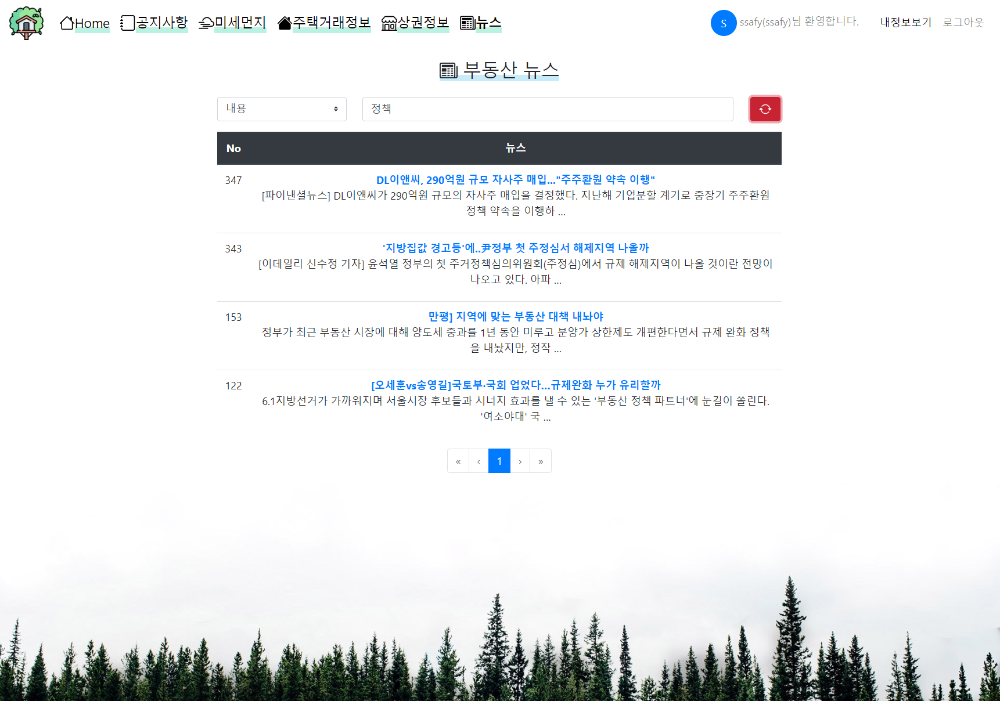 Home 공지사항 미세먼지 주택거래정보 상권정보 뉴스 S ssafy(ssafy)님 환영합니다. 내정보보기 로그아웃
부동산 뉴스
내용 정책
No 뉴스
347 DL이앤씨, 290억원 규모 자사주 매입..."주주환원 약속 이행"
[파이낸셜뉴스] DL이앤씨가 290억원 규모의 자사주 매입을 결정했다. 지난해 기업분할 계기로 중장기 주주환원
정책 약속을 이행하 ...
343 '지방집값 경고등'에..尹정부 첫 주정심서 해제지역 나올까
[이데일리 신수정 기자] 윤석열 정부의 첫 주거정책심의위원회(주정심)에서 규제 해제지역이 나올 것이란 전망이
나오고 있다. 아파 ...
153 만평] 지역에 맞는 부동산 대책 내놔야
정부가 최근 부동산 시장에 대해 양도세 중과를 1년 동안 미루고 분양가 상한제도 개편한다면서 규제 완화 정책
을 내놨지만, 정작 ...
122 [오세훈vs송영길]국토부·국회 업었다...규제완화 누가 유리할까
6.1지방선거가 가까워지며 서울시장 후보들과 시너지 효과를 낼 수 있는 '부동산 정책 파트너'에 눈길이 쏠린다.
'여소야대' 국 ...
« ‹ 1 › »